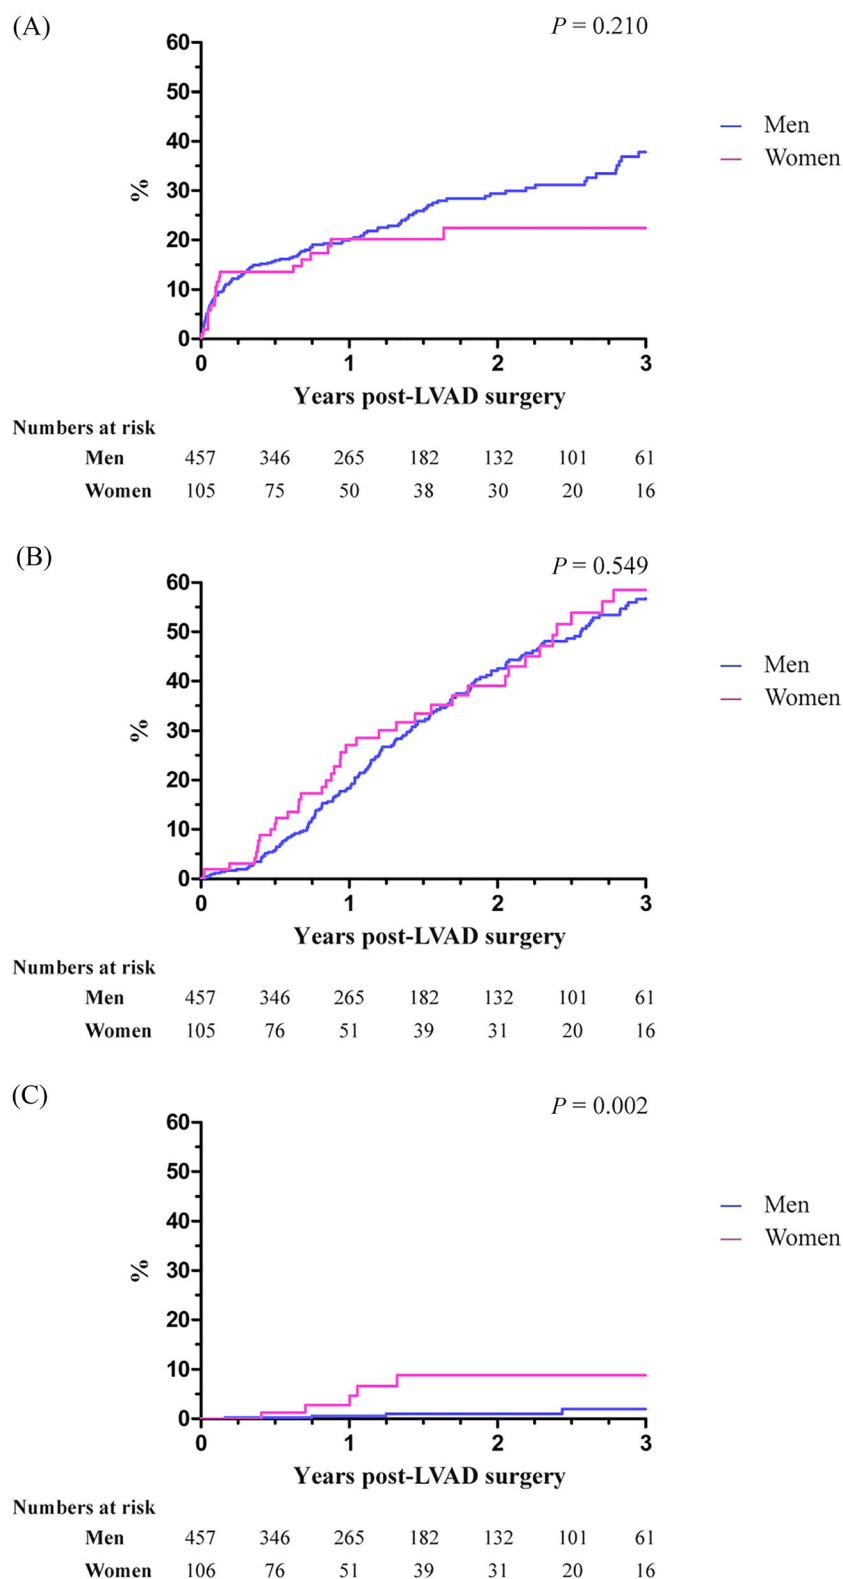 (A)
P = 0.210
60
50
40
30
20
10
0
%
0 1 2 3
Years post-LVAD surgery
Men
Women
Numbers at risk
Men 457 346 265 182 132 101 61
Women 105 75 50 38 30 20 16
(B)
P = 0.549
60
50
40
30
20
10
0
%
0 1 2 3
Years post-LVAD surgery
Men
Women
Numbers at risk
Men 457 346 265 182 132 101 61
Women 105 76 51 39 31 20 16
(C)
P = 0.002
60
50
40
30
20
10
0
%
0 1 2 3
Years post-LVAD surgery
Men
Women
Numbers at risk
Men 457 346 265 182 132 101 61
Women 106 76 51 39 31 20 16